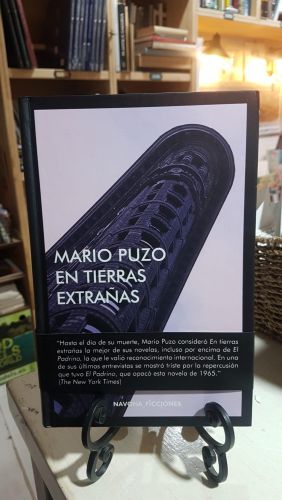 MARIO PUZO
EN TIERRAS
EXTRAÑAS
"Hasta el día de su muerte, Mario Puzo consideró En tierras
extrañas la mejor de sus novelas, incluso por encima de El
Padrino, la que le valió reconocimiento internacional. En una
de sus últimas entrevistas se mostró triste por la repercusión
que tuvo El Padrino, que opacó esta novela de 1965."
(The New York Times)
NAVONA_FICCIONES